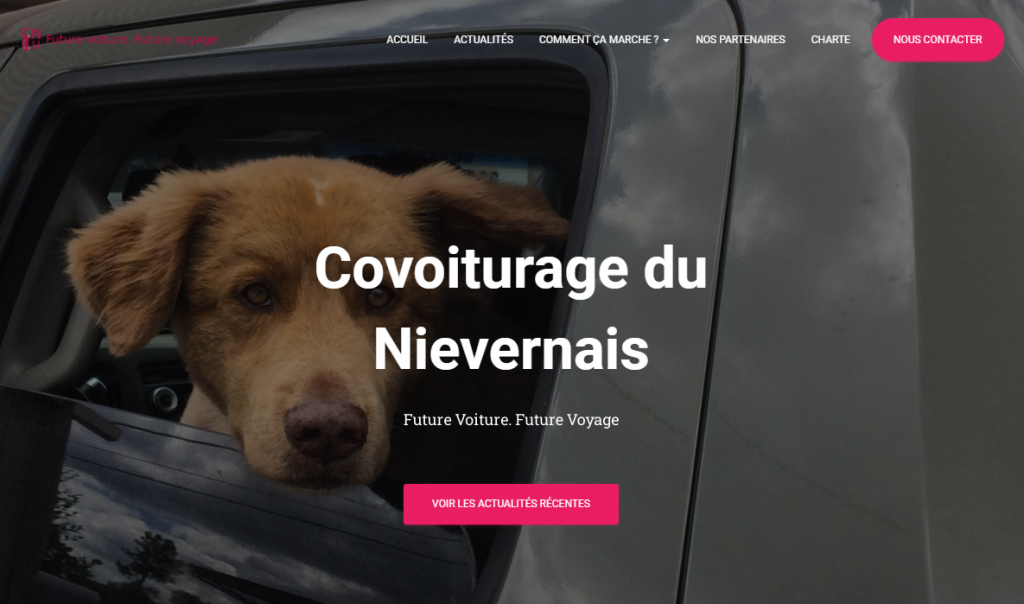 Future voiture. Future voyage
ACCUEIL
ACTUALITÉS
COMMENT ÇA MARCHE ?
NOS PARTENAIRES
CHARTE
NOUS CONTACTER
Covoiturage du
Nievernais
Future Voiture. Future Voyage
VOIR LES ACTUALITÉS RÉCENTES